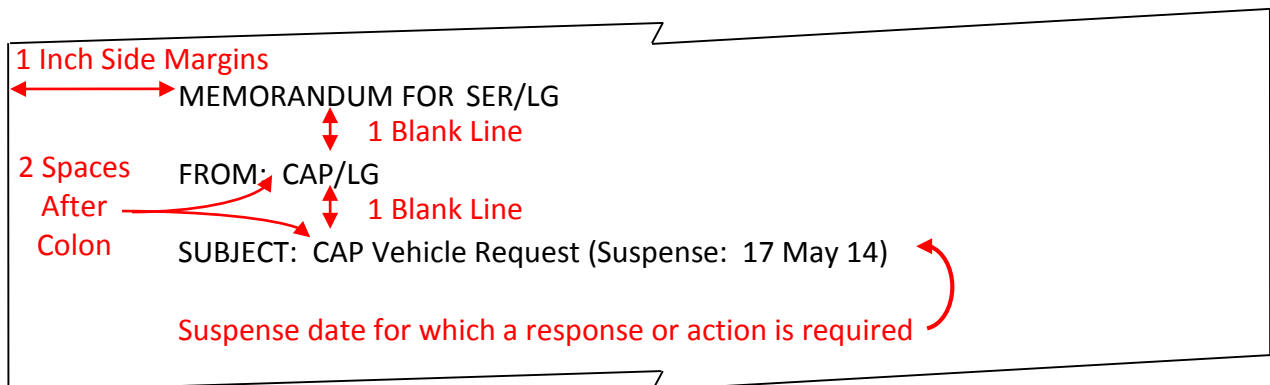 1 Inch Side Margins
MEMORANDUM FOR SER/LG
1 Blank Line
2 Spaces
After
Colon
FROM:  CAP/LG
1 Blank Line
SUBJECT:  CAP Vehicle Request (Suspense:  17 May 14)
Suspense date for which a response or action is required